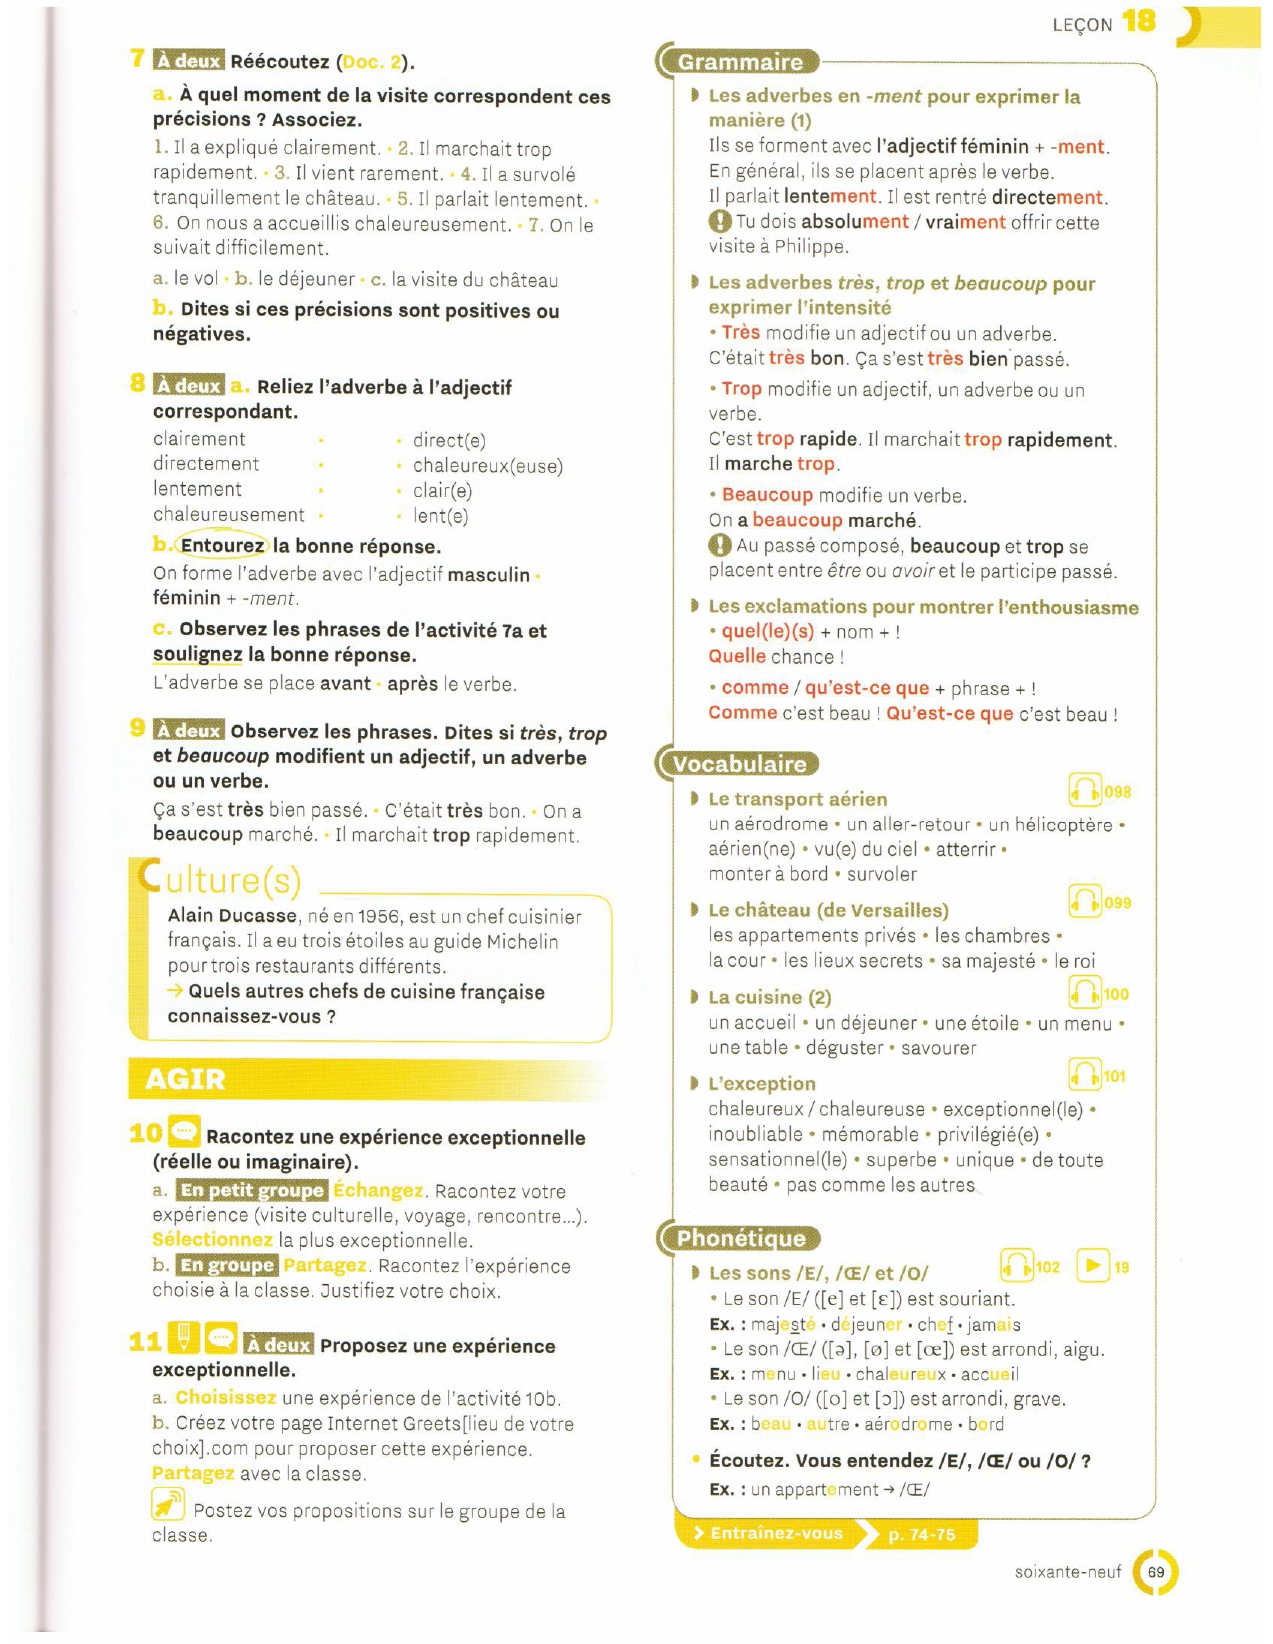 LEÇON 18
7 À deux Réécoutez (Doc. 2).
a. À quel moment de la visite correspondent ces
précisions ? Associez.
1. Il a expliqué clairement. • 2. Il marchait trop
rapidement. • 3. Il vient rarement. • 4. Il a survolé
tranquillement le château. • 5. Il parlait lentement. •
6. On nous a accueillis chaleureusement. • 7. On le
suivait difficilement.
a. le vol • b. le déjeuner • c. la visite du château
b. Dites si ces précisions sont positives ou
négatives.
8 À deux a. Reliez l'adverbe à l'adjectif
correspondant.
clairement • • direct(e)
directement • • chaleureux(euse)
lentement • • clair(e)
chaleureusement • • lent(e)
b. Entourez la bonne réponse.
On forme l'adverbe avec l'adjectif masculin •
féminin + -ment.
c. Observez les phrases de l'activité 7a et
soulignez la bonne réponse.
L'adverbe se place avant • après le verbe.
9 À deux Observez les phrases. Dites si très, trop
et beaucoup modifient un adjectif, un adverbe
ou un verbe.
Ça s'est très bien passé. • C'était très bon. • On a
beaucoup marché. • Il marchait trop rapidement.
Culture(s)
Alain Ducasse, né en 1956, est un chef cuisinier
français. Il a eu trois étoiles au guide Michelin
pour trois restaurants différents.
→ Quels autres chefs de cuisine française
connaissez-vous ?
AGIR
10 Racontez une expérience exceptionnelle
(réelle ou imaginaire).
a. En petit groupe Échangez. Racontez votre
expérience (visite culturelle, voyage, rencontre...).
Sélectionnez la plus exceptionnelle.
b. En groupe Partagez. Racontez l'expérience
choisie à la classe. Justifiez votre choix.
11 À deux Proposez une expérience
exceptionnelle.
a. Choisissez une expérience de l'activité 10b.
b. Créez votre page Internet Greets[lieu de votre
choix].com pour proposer cette expérience.
Partagez avec la classe.
Postez vos propositions sur le groupe de la
classe.
Grammaire
Les adverbes en -ment pour exprimer la
manière (1)
Ils se forment avec l'adjectif féminin + -ment.
En général, ils se placent après le verbe.
Il parlait lentement. Il est rentré directement.
! Tu dois absolument / vraiment offrir cette
visite à Philippe.
Les adverbes très, trop et beaucoup pour
exprimer l'intensité
• Très modifie un adjectif ou un adverbe.
C'était très bon. Ça s'est très bien passé.
• Trop modifie un adjectif, un adverbe ou un
verbe.
C'est trop rapide. Il marchait trop rapidement.
Il marche trop.
• Beaucoup modifie un verbe.
On a beaucoup marché.
! Au passé composé, beaucoup et trop se
placent entre être ou avoir et le participe passé.
Les exclamations pour montrer l'enthousiasme
• quel(le)(s) + nom + !
Quelle chance !
• comme / qu'est-ce que + phrase + !
Comme c'est beau ! Qu'est-ce que c'est beau !
Vocabulaire
Le transport aérien 098
un aérodrome • un aller-retour • un hélicoptère •
aérien(ne) • vu(e) du ciel • atterrir •
monter à bord • survoler
Le château (de Versailles) 099
les appartements privés • les chambres •
la cour • les lieux secrets • sa majesté • le roi
La cuisine (2) 100
un accueil • un déjeuner • une étoile • un menu •
une table • déguster • savourer
L'exception 101
chaleureux / chaleureuse • exceptionnel(le) •
inoubliable • mémorable • privilégié(e) •
sensationnel(le) • superbe • unique • de toute
beauté • pas comme les autres
Phonétique
Les sons /E/, /Œ/ et /O/ 102 19
• Le son /E/ ([e] et [ɛ]) est souriant.
Ex. : majesté • déjeuner • chef • jamais
• Le son /Œ/ ([ə], [ø] et [œ]) est arrondi, aigu.
Ex. : menu • lieu • chaleureux • accueil
• Le son /O/ ([o] et [ɔ]) est arrondi, grave.
Ex. : beau • autre • aérodrome • bord
• Écoutez. Vous entendez /E/, /Œ/ ou /O/ ?
Ex. : un appartement → /Œ/
> Entraînez-vous p. 74-75
soixante-neuf 69